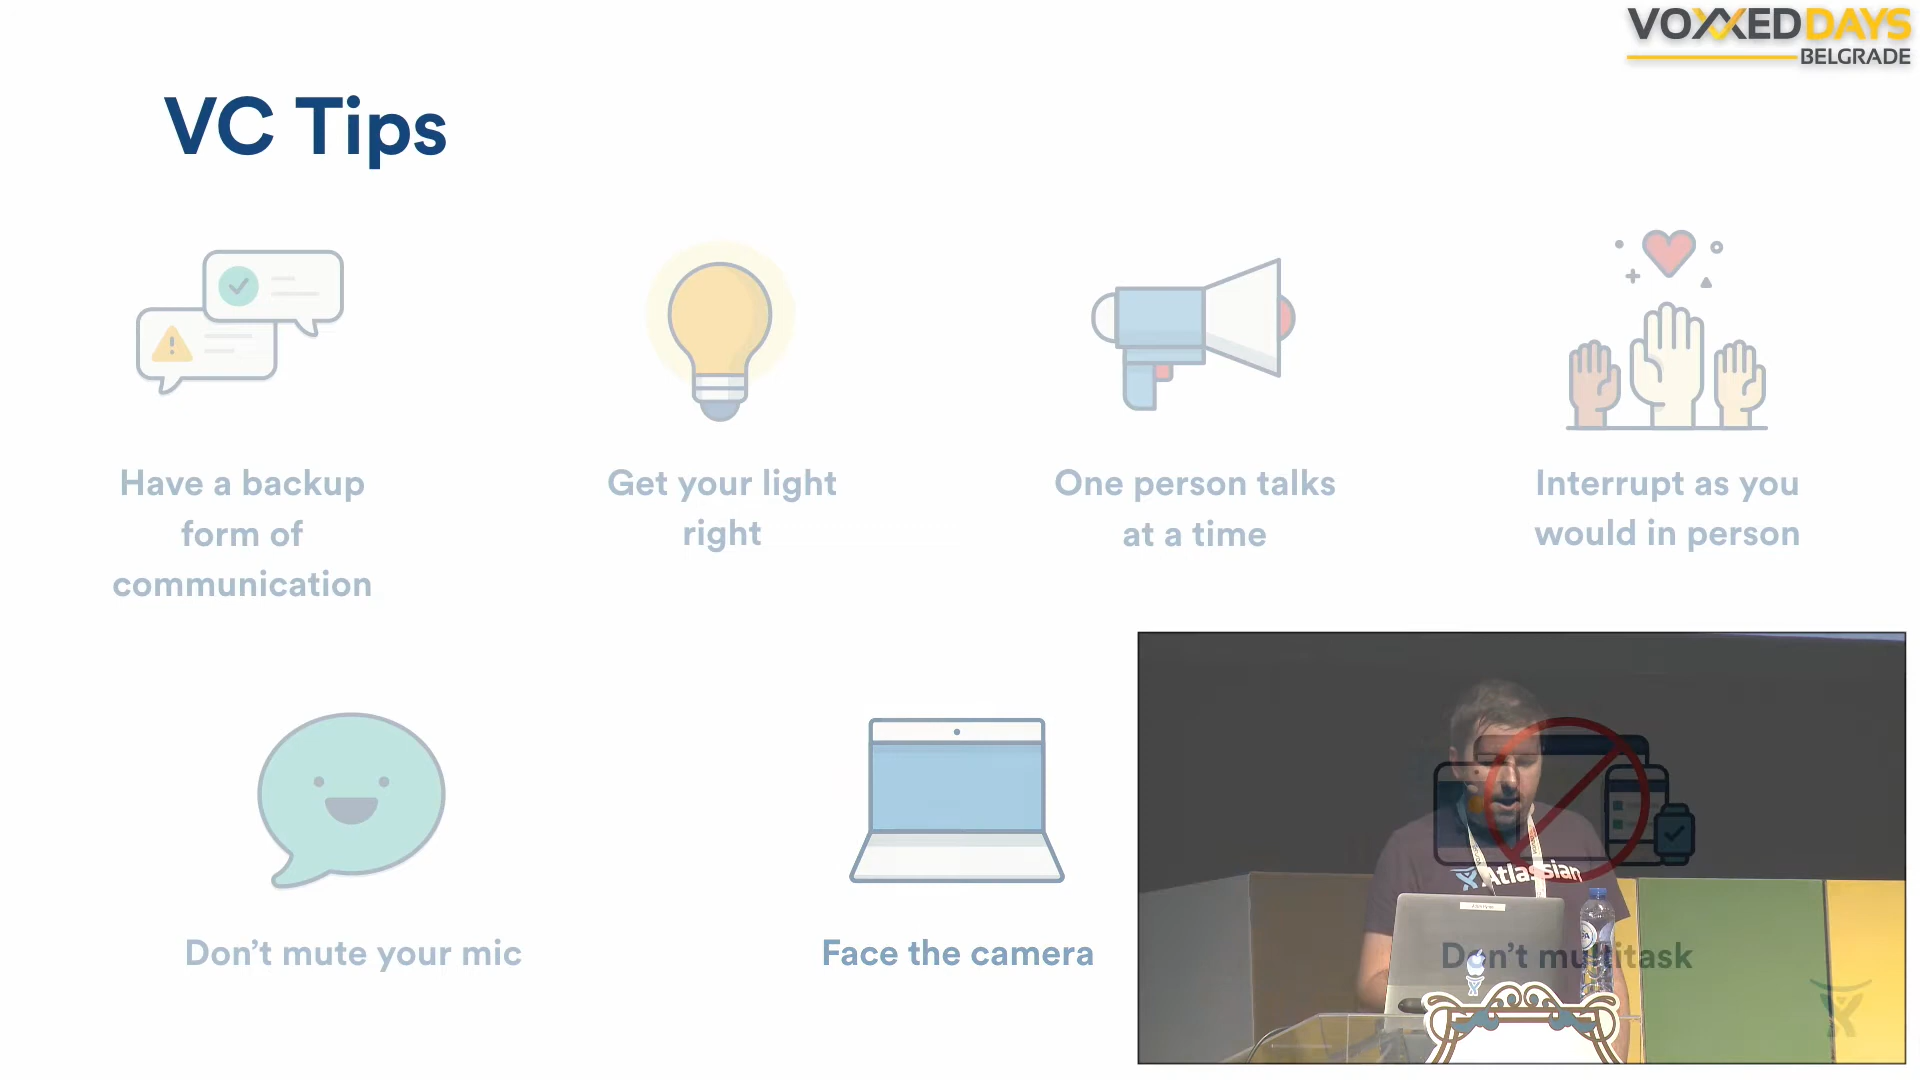 VOXXED DAYS
BELGRADE
VC Tips
Have a backup
form of
communication
Get your light
right
One person talks
at a time
Interrupt as you
would in person
Don't mute your mic
Face the camera
Don't multitask
Atlassian